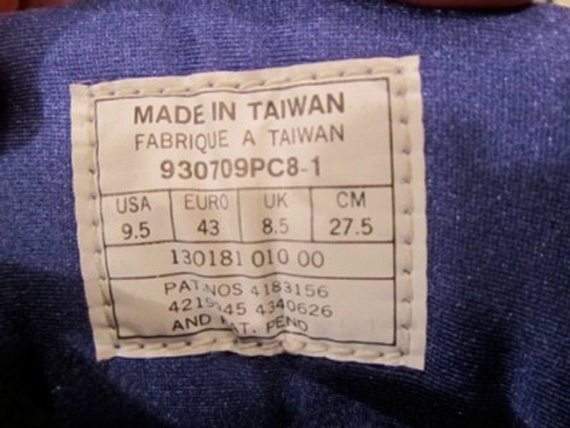 MADE IN TAIWAN
FABRIQUE A TAIWAN
930709PC8-1
USA EURO UK CM
9.5 43 8.5 27.5
130181 010 00
PAT.NOS 4183156
4219945 4340626
AND PAT. PEND